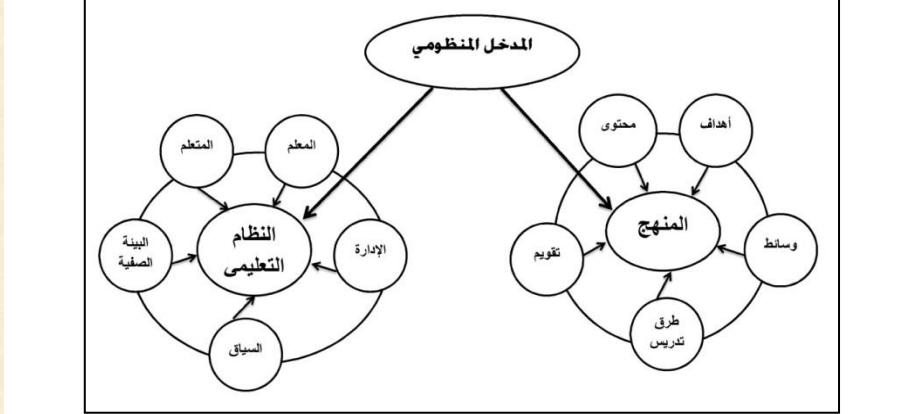 المدخل المنظومي
أهداف
محتوى
المنهج
وسائط
تقويم
طرق
تدريس
المعلم
المتعلم
النظام
التعليمى
الإدارة
البيئة
الصفية
السياق